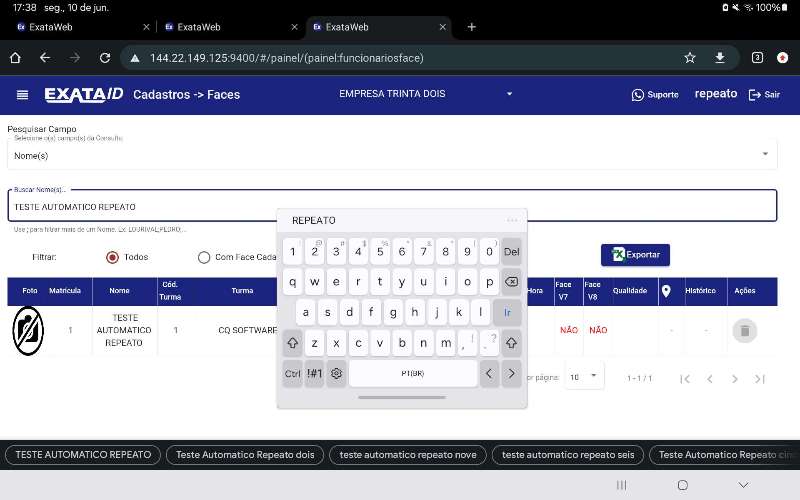 17:38 seg., 10 de jun. 100%
ExataWeb ExataWeb ExataWeb
144.22.149.125:9400/#/painel/(painel:funcionariosface) 3
EXATA ID Cadastros -> Faces EMPRESA TRINTA DOIS Suporte repeato Sair
Pesquisar Campo
Selecione o(s) campo(s) da Consulta
Nome(s)
Buscar Nome(s)...
TESTE AUTOMATICO REPEATO
Use ; para filtrar mais de um Nome. Ex. LOURIVAL;PEDRO;...
REPEATO ...
1 2 3 4 5 6 7 8 9 0 Del
Filtrar: Todos Com Face Cada Exportar
q w e r t y u i o p
Foto Matrícula Nome Cód. Turma Turma Hora Face V7 Face V8 Qualidade Histórico Ações
a s d f g h j k l Ir
1 TESTE AUTOMATICO REPEATO 1 CQ SOFTWARE NÃO NÃO - -
z x c v b n m , ! . ?
Ctrl !#1 PT(BR)
or página: 10 1 - 1 / 1
TESTE AUTOMATICO REPEATO Teste Automatico Repeato dois teste automatico repeato nove teste automatico repeato seis Teste Automatico Repeato cinc